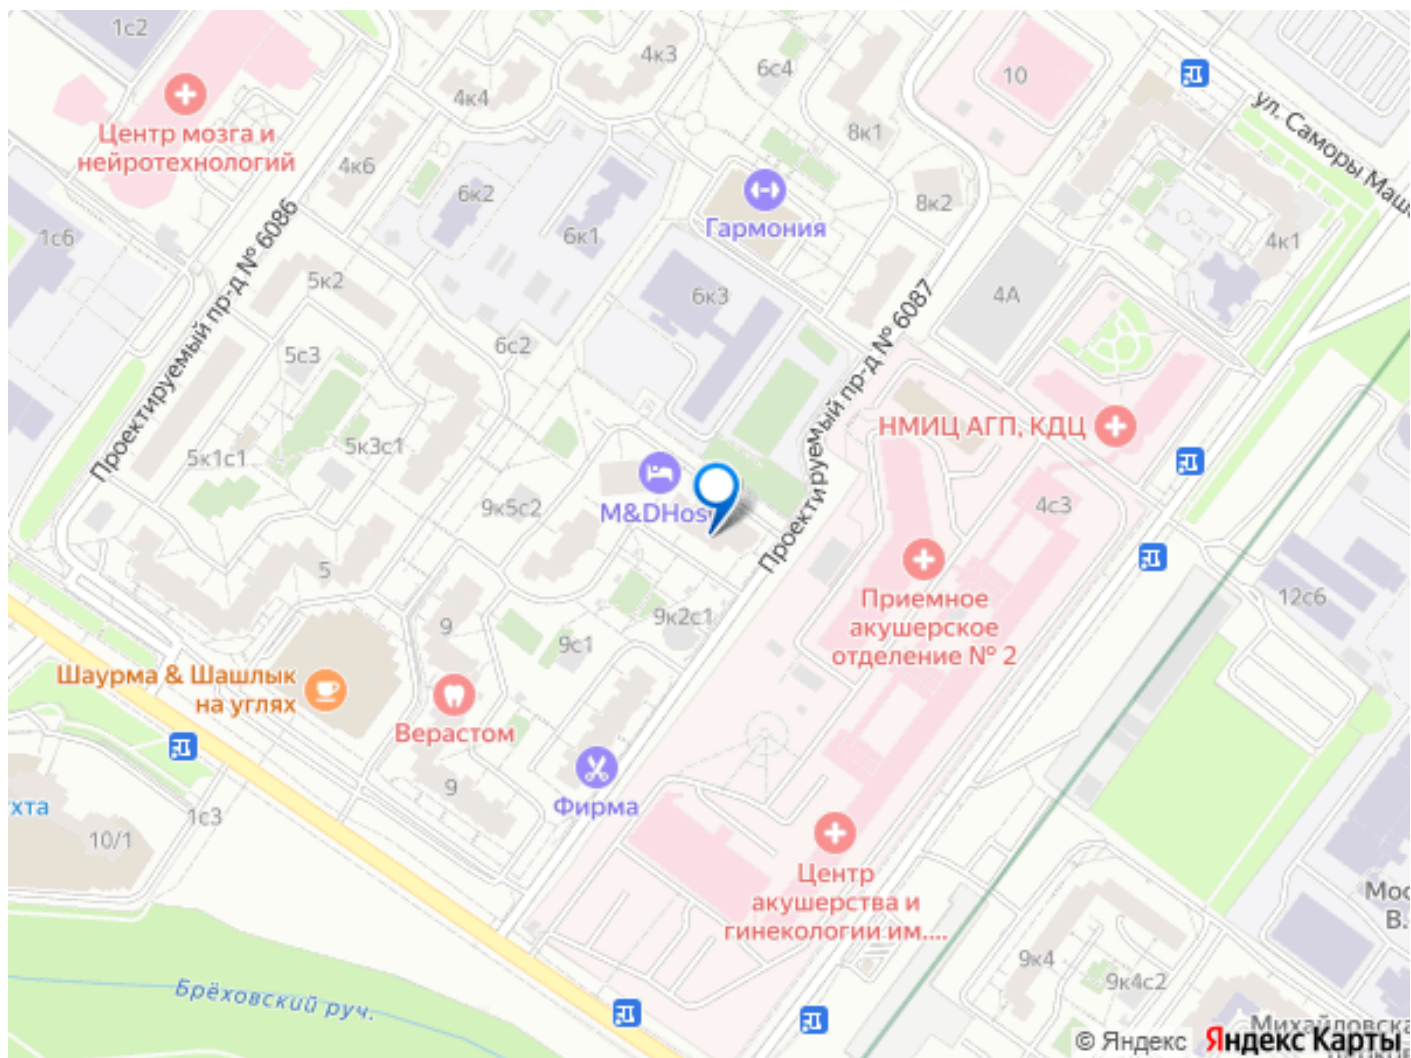 1с2
4к3
6с4
10
4к4
Центр мозга и
нейротехнологий
8к1
ул. Саморы Маше
4к6
6к2
8к2
Гармония
1с6
6к1
4к1
Проектируемый пр-д № 6086
5к2
6к3
4А
6с2
5с3
Проектируемый пр-д № 6087
НМИЦ АГП, КДЦ
5к1с1
5к3с1
9к5с2
M&DHos
4с3
5
Приемное
акушерское
отделение № 2
12с6
9
9с1
9к2с1
Шаурма & Шашлык
на углях
Верастом
9
Фирма
хта
1с3
10/1
Центр
акушерства и
гинекологии им....
Мос
В.
9к4
9к4с2
Брёховский руч.
Михайловска
© Яндекс Яндекс Карты